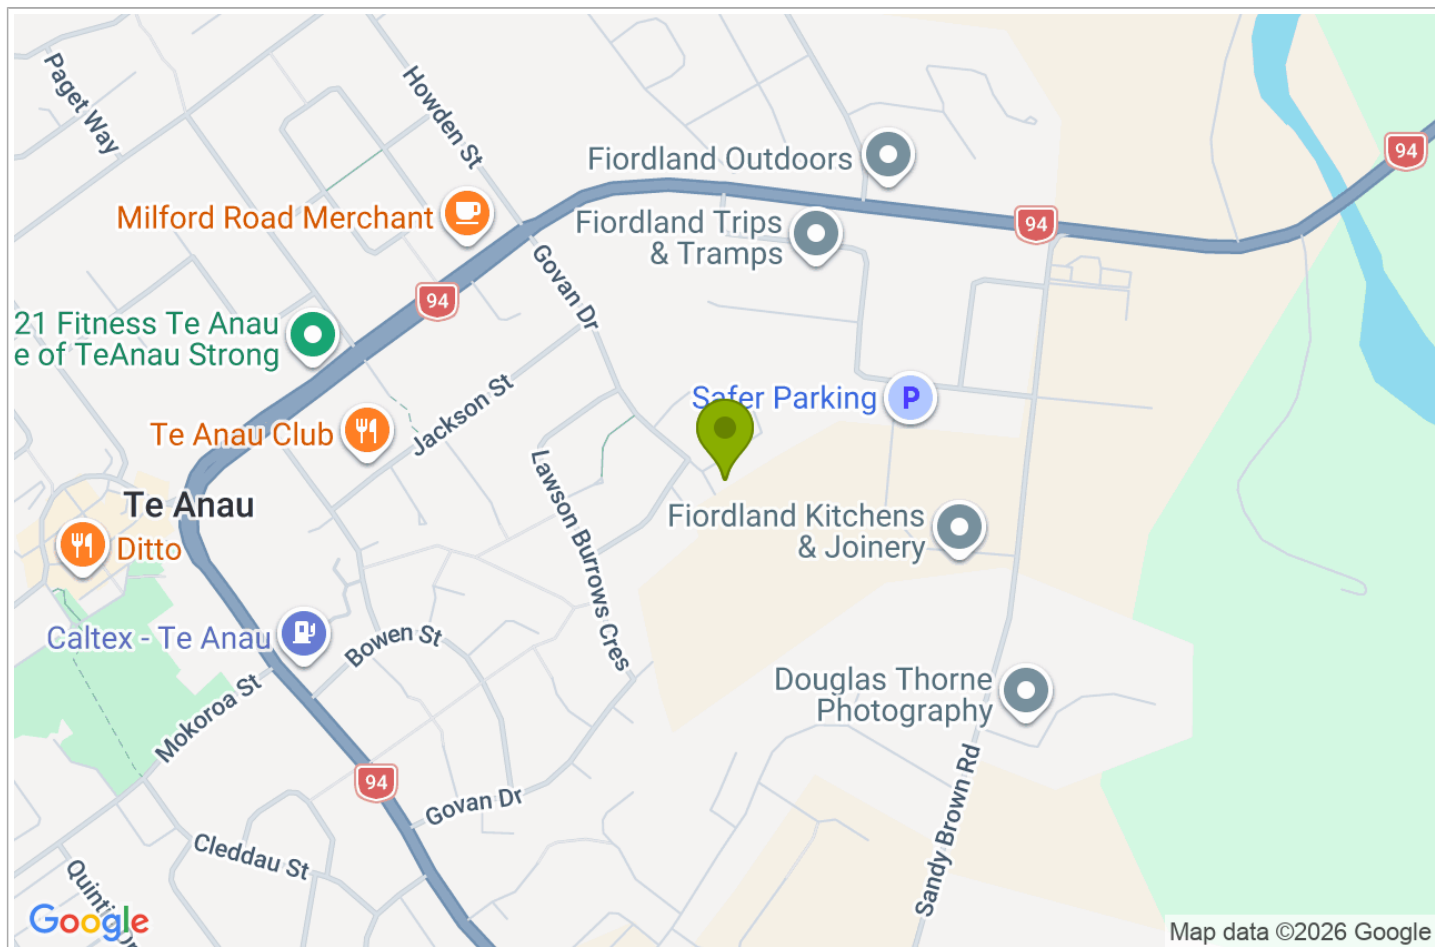 Paget Way
Howden St
94
Fiordland Outdoors
Milford Road Merchant
Fiordland Trips
& Tramps
94
Govan Dr
94
21 Fitness Te Anau
e of TeAnau Strong
Jackson St
Safer Parking
P
Te Anau Club
Lawson Burrows Cres
Te Anau
Ditto
Fiordland Kitchens
& Joinery
Caltex - Te Anau
Bowen St
Mokoroa St
Douglas Thorne
Photography
94
Govan Dr
Sandy Brown Rd
Cleddau St
Google
Map data ©2026 Google